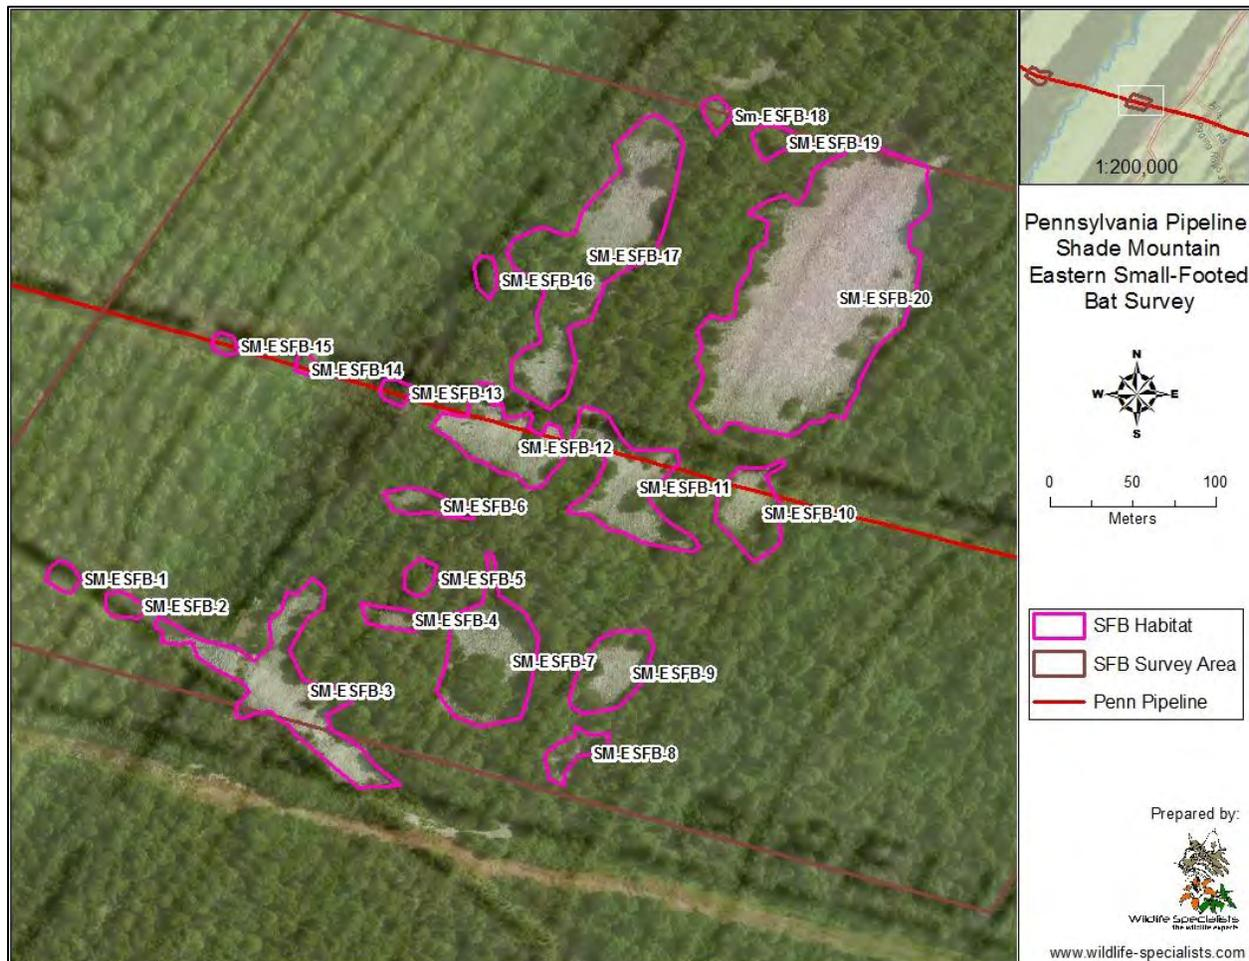 Sm-ESFB-18
SM-ESFB-19
SM-ESFB-17
SM-ESFB-16
SM-ESFB-20
SM-ESFB-15
SM-ESFB-14
SM-ESFB-13
SM-ESFB-12
SM-ESFB-11
SM-ESFB-6
SM-ESFB-10
SM-ESFB-1
SM-ESFB-5
SM-ESFB-2
SM-ESFB-4
SM-ESFB-7
SM-ESFB-9
SM-ESFB-3
SM-ESFB-8
1:200,000
Pennsylvania Pipeline
Shade Mountain
Eastern Small-Footed
Bat Survey
N
W E
S
0 50 100
Meters
SFB Habitat
SFB Survey Area
Penn Pipeline
Prepared by:
Wildlife Specialists
the wildlife experts
www.wildlife-specialists.com